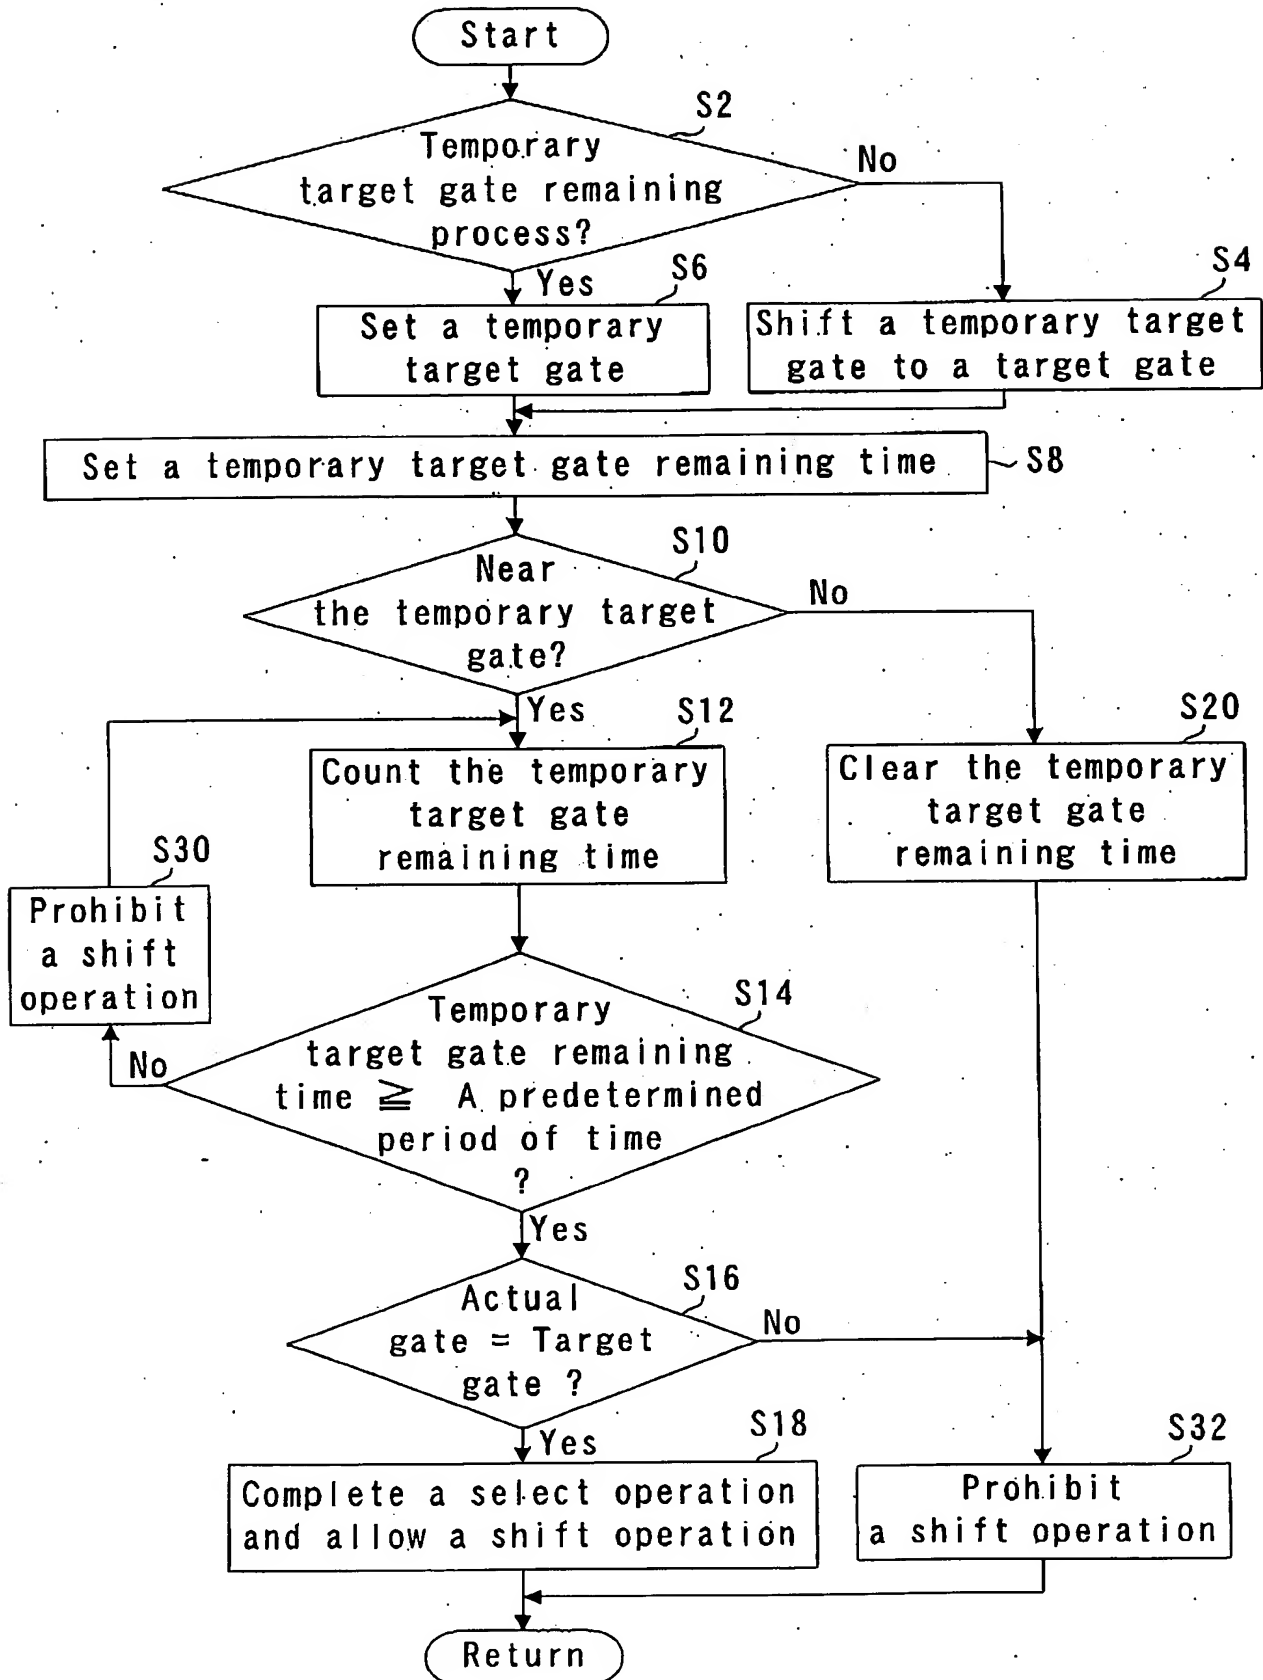 Start
S2
Temporary
target gate remaining
process?
No
Yes
S6
S4
Set a temporary
target gate
Shift a temporary target
gate to a target gate
Set a temporary target gate remaining time
S8
S10
Near
the temporary target
gate?
No
Yes
S12
S20
Count the temporary
target gate
remaining time
Clear the temporary
target gate
remaining time
S30
Prohibit
a shift
operation
S14
Temporary
target gate remaining
time ≧ A predetermined
period of time
?
No
Yes
S16
Actual
gate = Target
gate ?
No
Yes
S18
S32
Complete a select operation
and allow a shift operation
Prohibit
a shift operation
Return